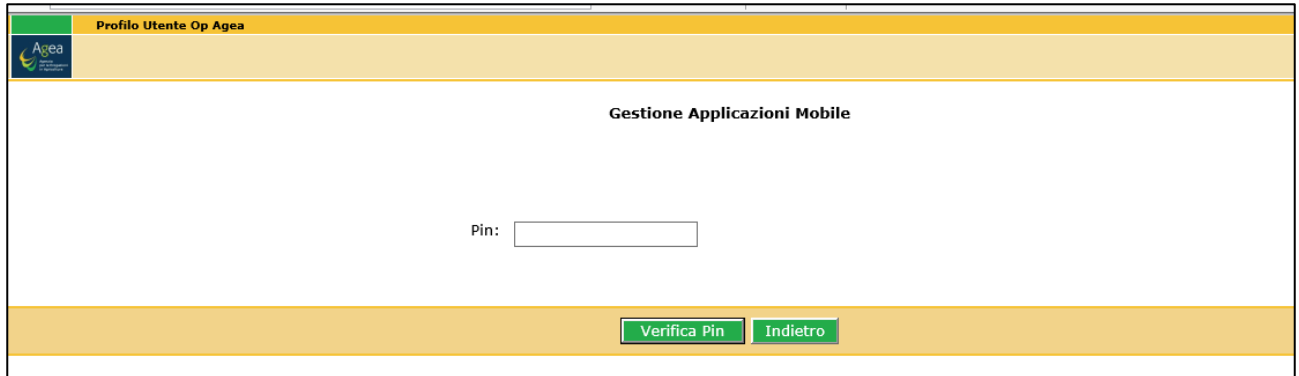 Profilo Utente Op Agea
Agea
Gestione Applicazioni Mobile
Pin:
Verifica Pin
Indietro